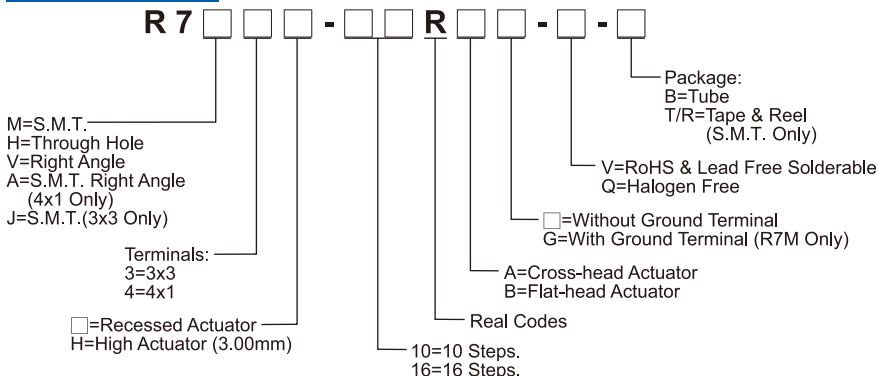 R 7 □ □ □ - □ □ R □ □ - □ - □
Package:
B=Tube
T/R=Tape & Reel
(S.M.T. Only)
M=S.M.T.
H=Through Hole
V=Right Angle
A=S.M.T. Right Angle
(4x1 Only)
J=S.M.T.(3x3 Only)
V=RoHS & Lead Free Solderable
Q=Halogen Free
□=Without Ground Terminal
G=With Ground Terminal (R7M Only)
Terminals:
3=3x3
4=4x1
A=Cross-head Actuator
B=Flat-head Actuator
□=Recessed Actuator
H=High Actuator (3.00mm)
Real Codes
10=10 Steps.
16=16 Steps.